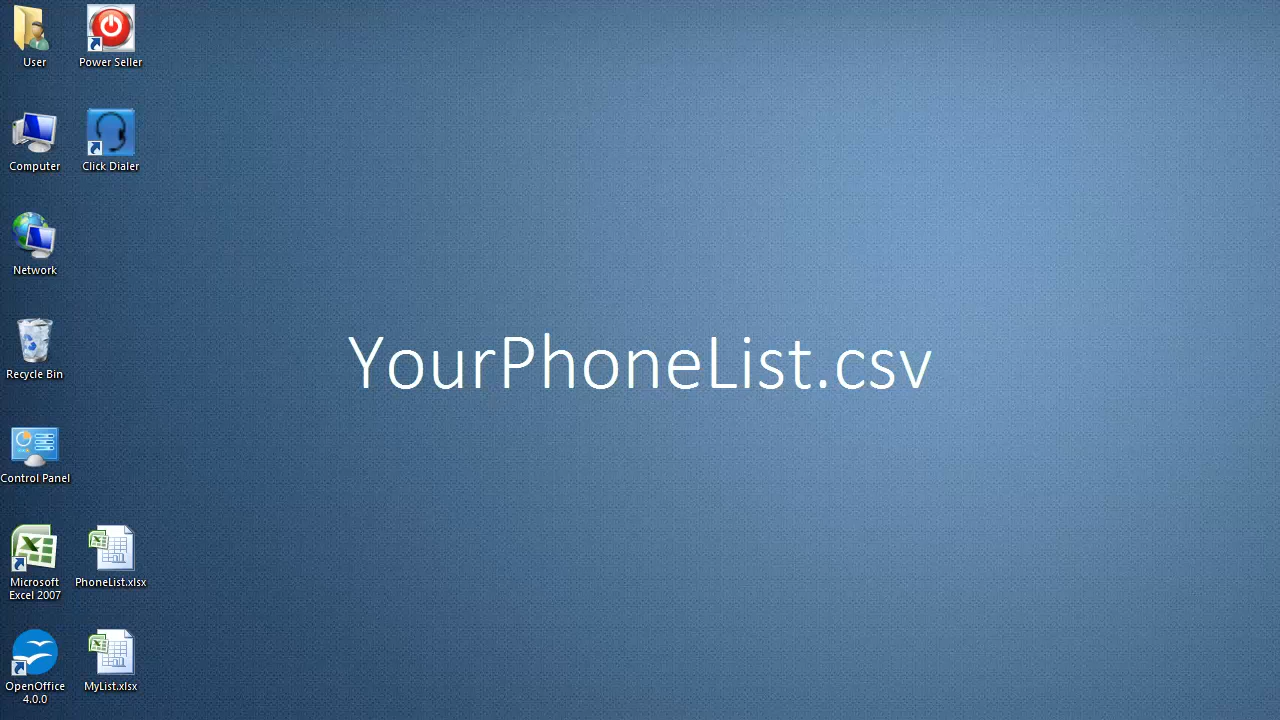 User
Power Seller
Computer
Click Dialer
Network
Recycle Bin
YourPhoneList.csv
Control Panel
Microsoft
Excel 2007
PhoneList.xlsx
OpenOffice
4.0.0
MyList.xlsx